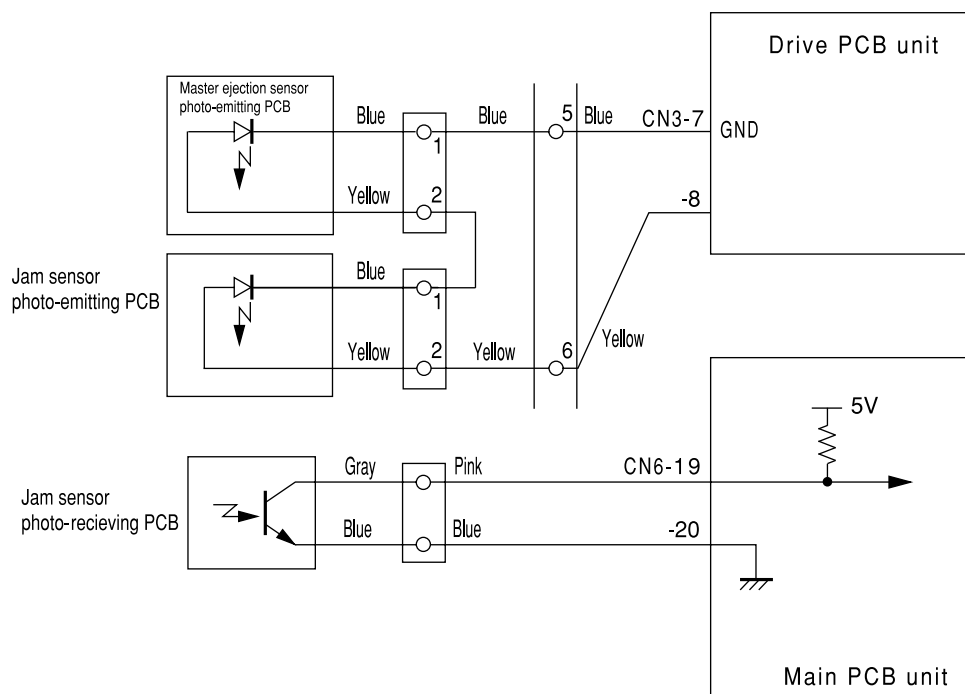 Drive PCB unit
Master ejection sensor
photo-emitting PCB
Blue
Blue
5
Blue
CN3-7
GND
1
Yellow
2
-8
Jam sensor
photo-emitting PCB
Blue
1
Yellow
2
Yellow
6
Yellow
5V
Gray
Pink
CN6-19
Jam sensor
photo-recieving PCB
Blue
Blue
-20
Main PCB unit